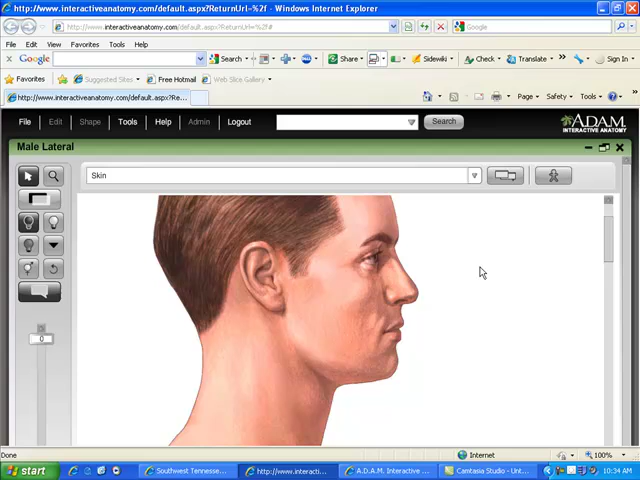 http://www.interactiveanatomy.com/default.aspx?ReturnUrl=%2f - Windows Internet Explorer
http://www.interactiveanatomy.com/default.aspx?ReturnUrl=%2f#
Google
File Edit View Favorites Tools Help
Google Search Share Sidewiki Check Translate Sign In
Favorites Suggested Sites Free Hotmail Web Slice Gallery
http://www.interactiveanatomy.com/default.aspx?Re...
Page Safety Tools
File Edit Shape Tools Help Admin Logout Search ADAM
INTERACTIVE ANATOMY
Male Lateral
Skin
0
Done Internet 100%
start Southwest Tennesse... http://www.interacti... A.D.A.M. Interactive ... Camtasia Studio - Unt... 10:34 AM